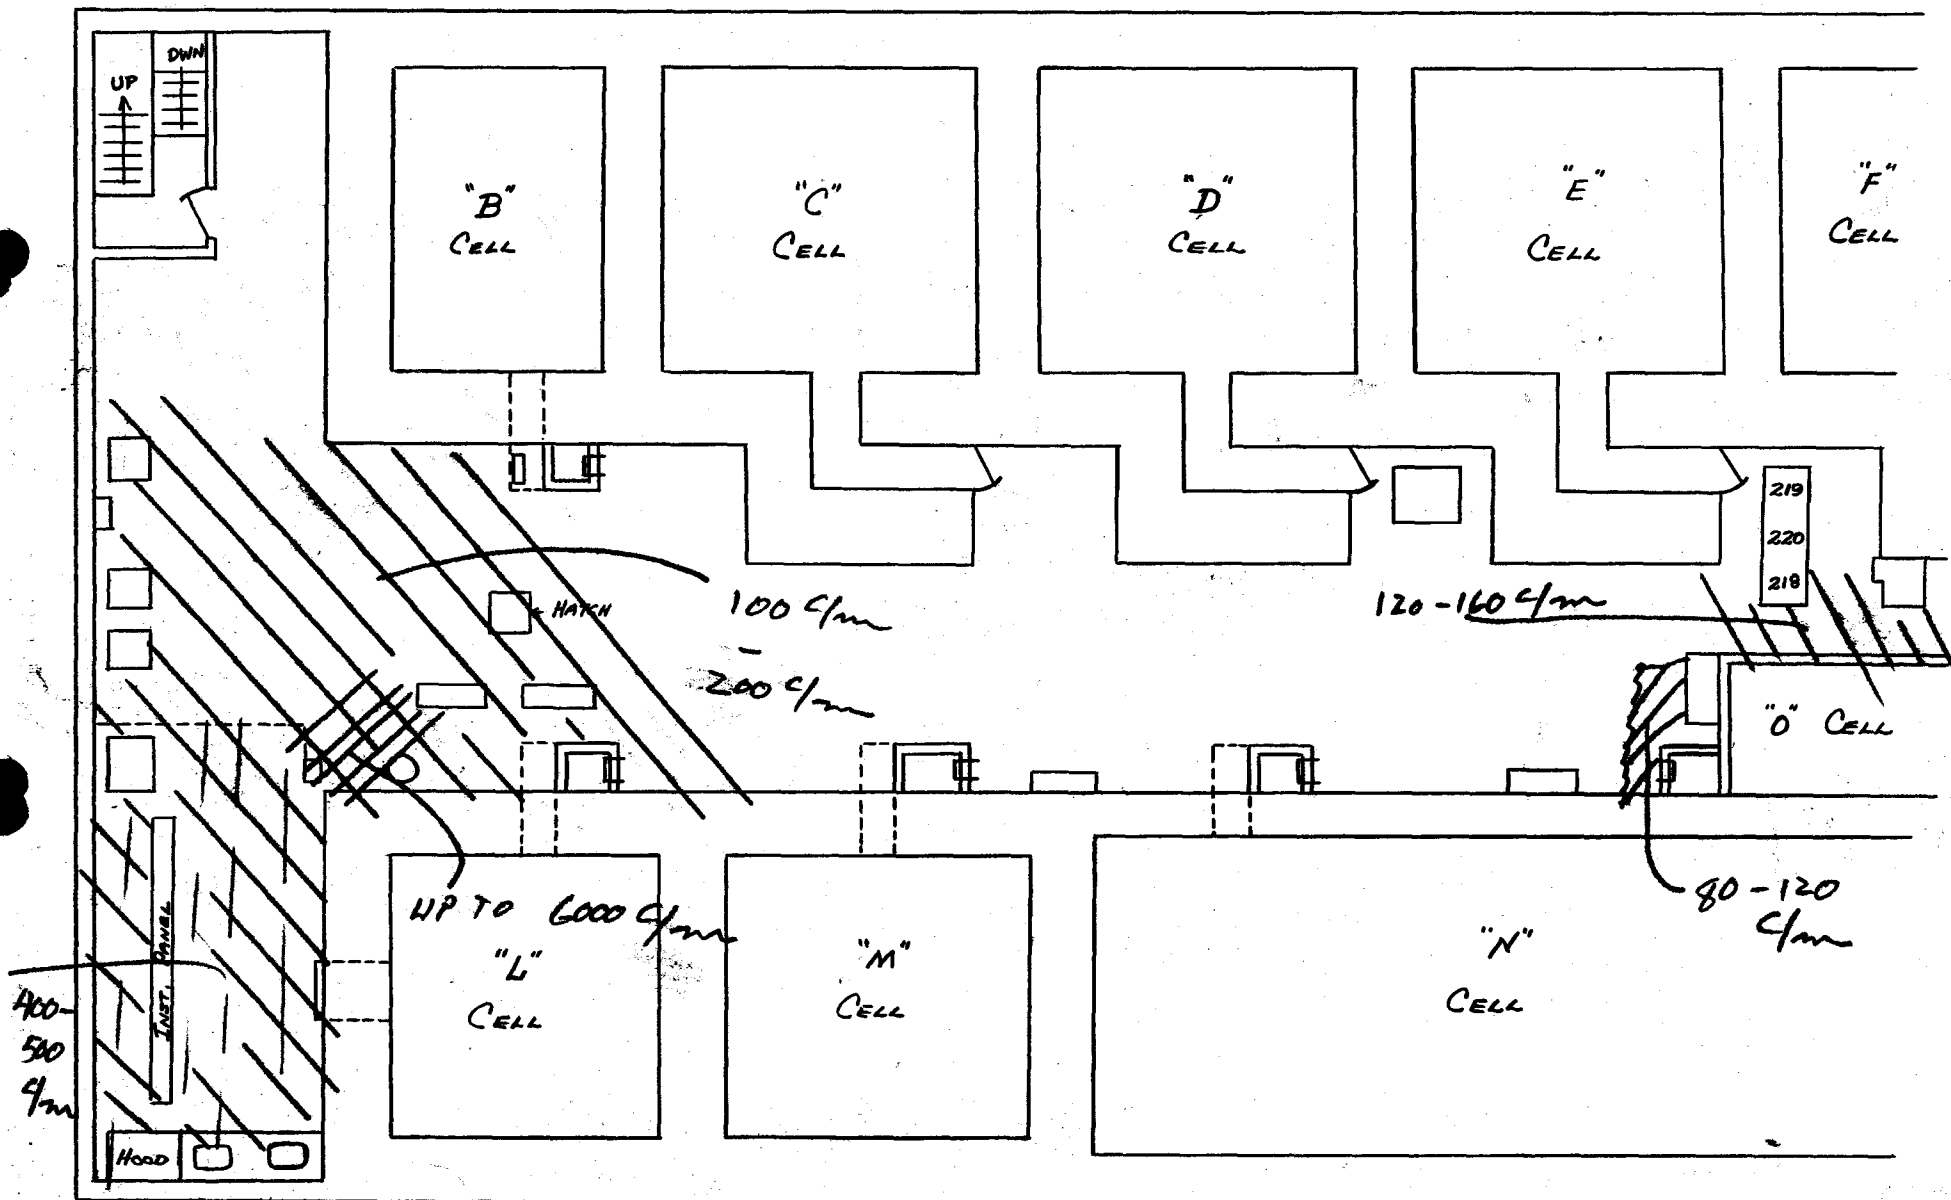 UP
DWN
"B"
CELL
"C"
CELL
"D"
CELL
"E"
CELL
"F"
CELL
219
220
218
HATCH
100 c/m
-
200 c/m
120-160 c/m
"O" CELL
UP TO 6000 c/m
80-120
c/m
INST. PANEL
400-
500
c/m
"L"
CELL
"M"
CELL
"N"
CELL
HOOD